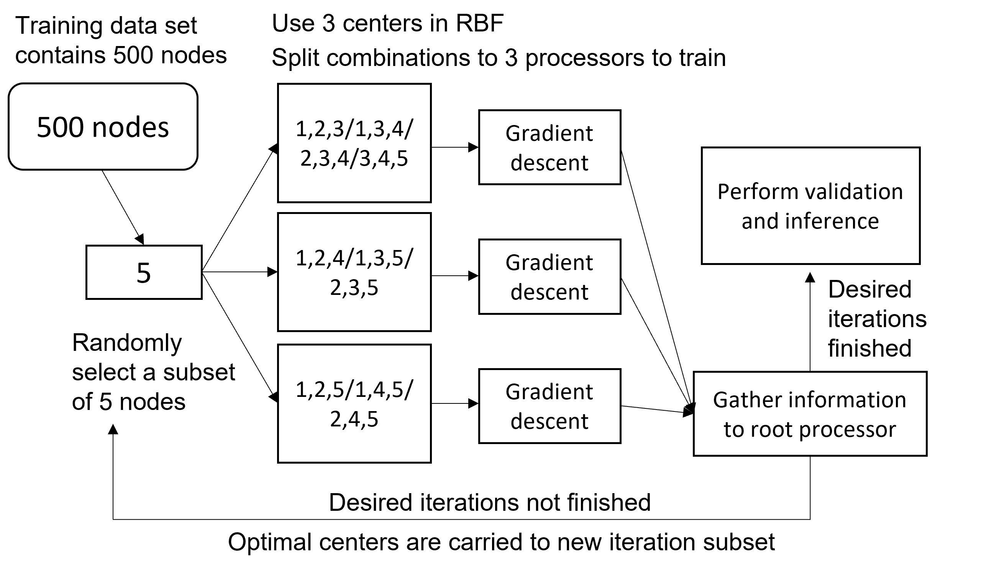 Training data set
contains 500 nodes
Use 3 centers in RBF
Split combinations to 3 processors to train
500 nodes
5
Randomly
select a subset
of 5 nodes
1,2,3/1,3,4/
2,3,4/3,4,5
Gradient
descent
1,2,4/1,3,5/
2,3,5
Gradient
descent
1,2,5/1,4,5/
2,4,5
Gradient
descent
Perform validation
and inference
Desired
iterations
finished
Gather information
to root processor
Desired iterations not finished
Optimal centers are carried to new iteration subset